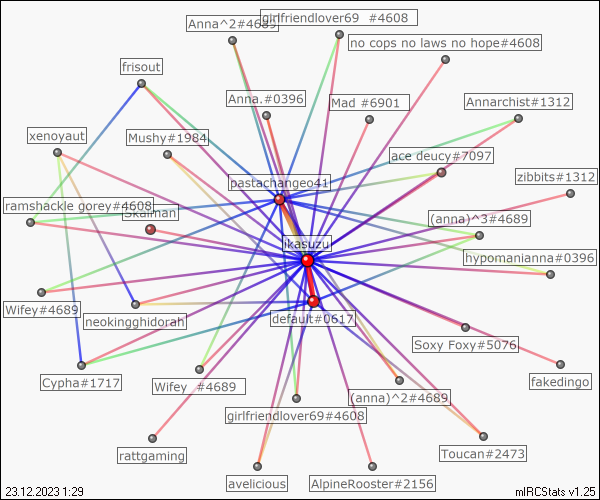 Anna^2#4689
girlfriendlover69 #4608
no cops no laws no hope#4608
frisout
Anna.#0396
Mad #6901
Annarchist#1312
xenoyaut
Mushy#1984
ace deucy#7097
pastachangeo41
zibbits#1312
ramshackle gorey#4608
Skaiman
(anna)^3#4689
ikasuzu
hypomanianna#0396
Wifey#4689
neokingghidorah
default#0617
Soxy Foxy#5076
Cypha#1717
Wifey #4689
(anna)^2#4689
fakedingo
girlfriendlover69#4608
rattgaming
Toucan#2473
avelicious
AlpineRooster#2156
23.12.2023 1:29
mIRCStats v1.25